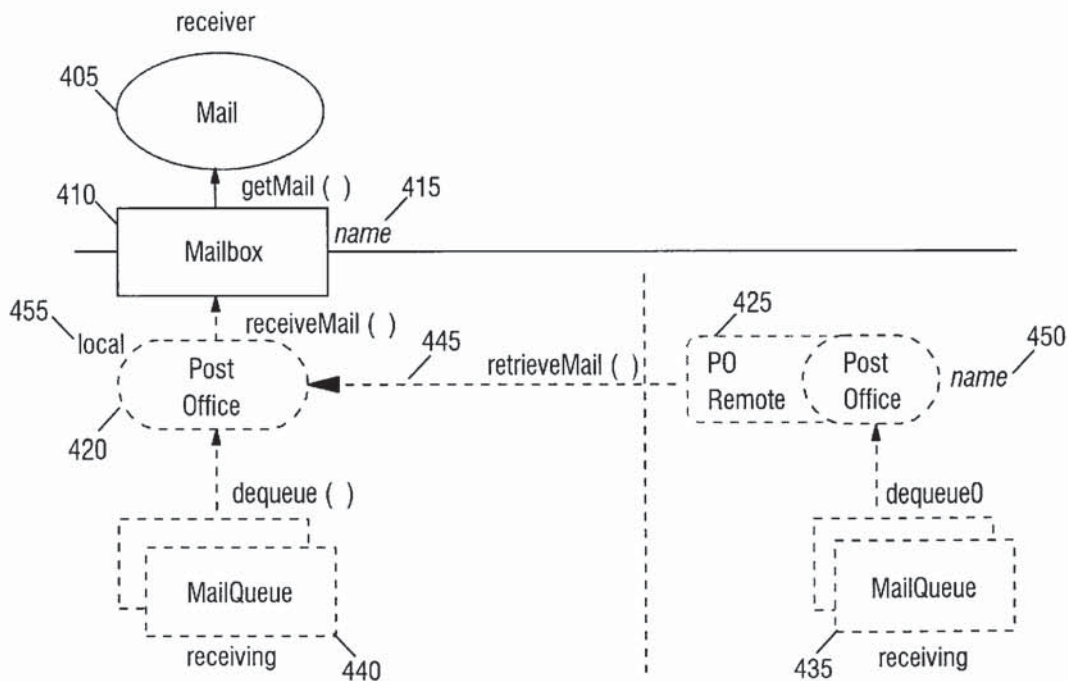 receiver
405
Mail
getMail ( )
410
415
name
Mailbox
455
local
receiveMail ( )
445
425
450
Post
Office
retrieveMail ( )
PO
Remote
Post
Office
name
420
dequeue ( )
dequeue0
MailQueue
MailQueue
receiving
440
435
receiving